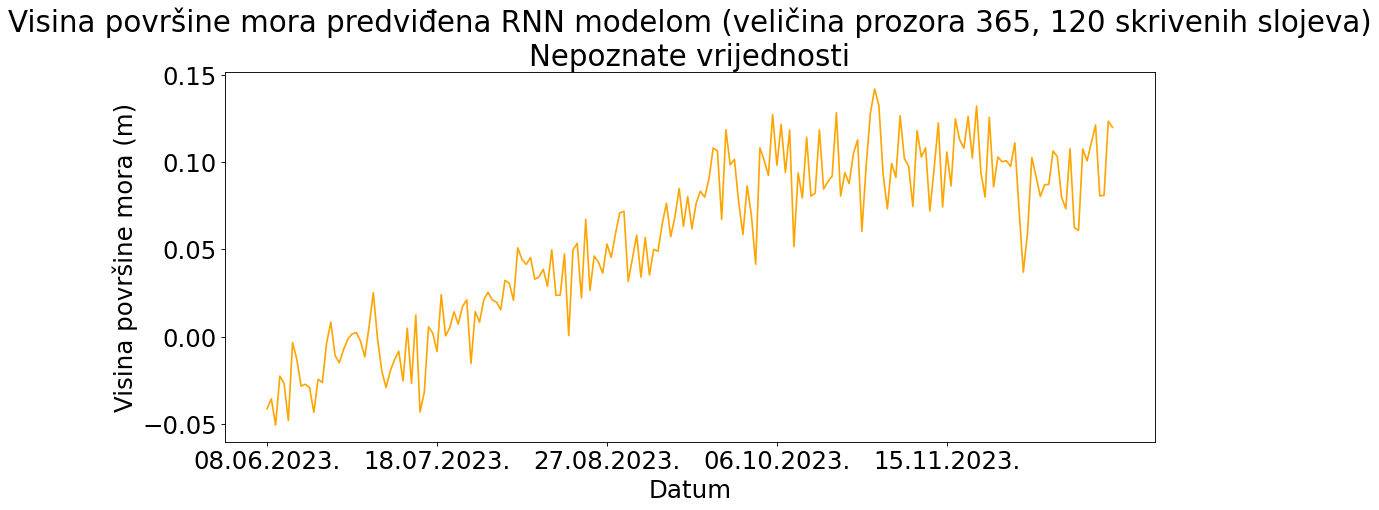 Visina površine mora predviđena RNN modelom (veličina prozora 365, 120 skrivenih slojeva)
Nepoznate vrijednosti
Visina površine mora (m)
0.15
0.10
0.05
0.00
−0.05
08.06.2023. 18.07.2023. 27.08.2023. 06.10.2023. 15.11.2023.
Datum